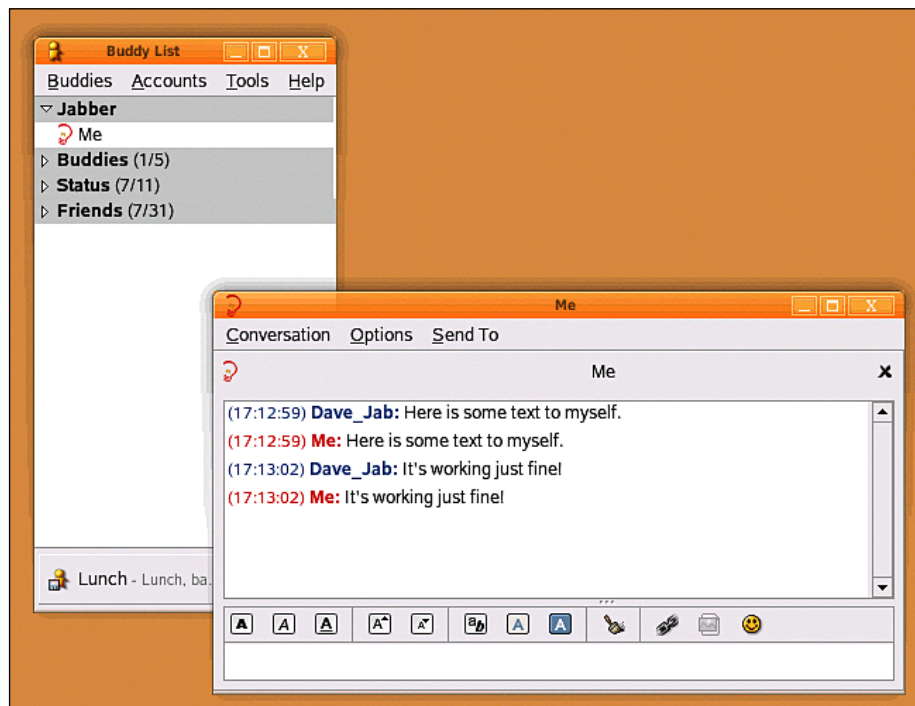 Buddy List
Buddies Accounts Tools Help
Jabber
Me
Buddies (1/5)
Status (7/11)
Friends (7/31)
Lunch - Lunch, ba.
Me
Conversation Options Send To
Me
(17:12:59) Dave_Jab: Here is some text to myself.
(17:12:59) Me: Here is some text to myself.
(17:13:02) Dave_Jab: It's working just fine!
(17:13:02) Me: It's working just fine!